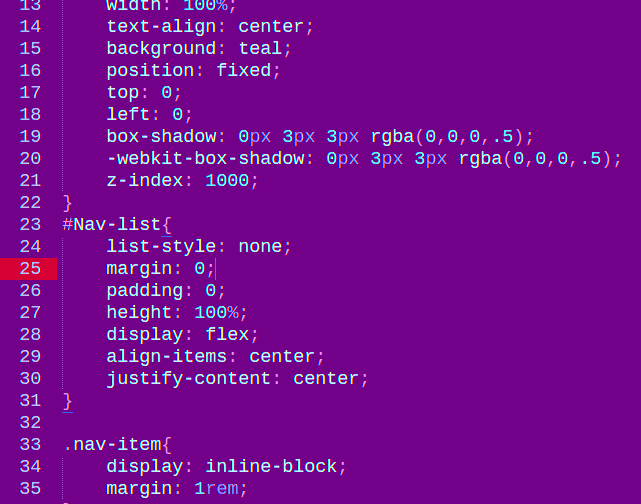 13 width: 100%;
14 text-align: center;
15 background: teal;
16 position: fixed;
17 top: 0;
18 left: 0;
19 box-shadow: 0px 3px 3px rgba(0,0,0,.5);
20 -webkit-box-shadow: 0px 3px 3px rgba(0,0,0,.5);
21 z-index: 1000;
22 }
23 #Nav-list{
24 list-style: none;
25 margin: 0;
26 padding: 0;
27 height: 100%;
28 display: flex;
29 align-items: center;
30 justify-content: center;
31 }
32
33 .nav-item{
34 display: inline-block;
35 margin: 1rem;